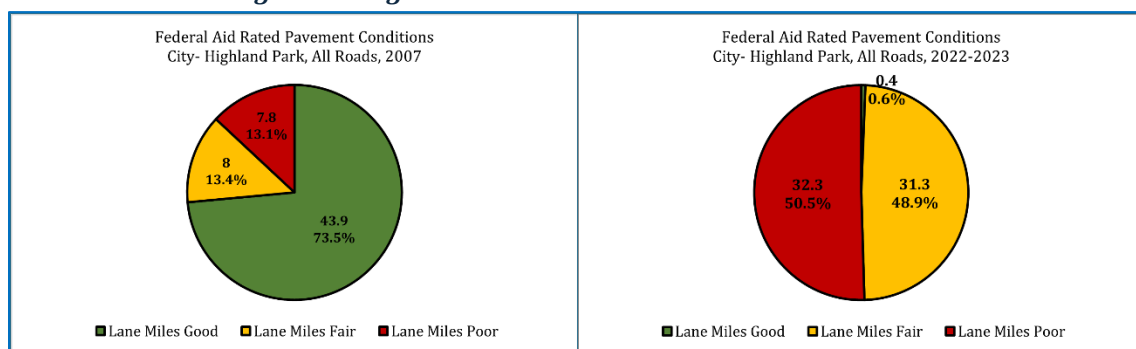 Federal Aid Rated Pavement Conditions
City- Highland Park, All Roads, 2007
7.8
13.1%
8
13.4%
43.9
73.5%
Lane Miles Good Lane Miles Fair Lane Miles Poor
Federal Aid Rated Pavement Conditions
City- Highland Park, All Roads, 2022-2023
0.4
0.6%
32.3
50.5%
31.3
48.9%
Lane Miles Good Lane Miles Fair Lane Miles Poor